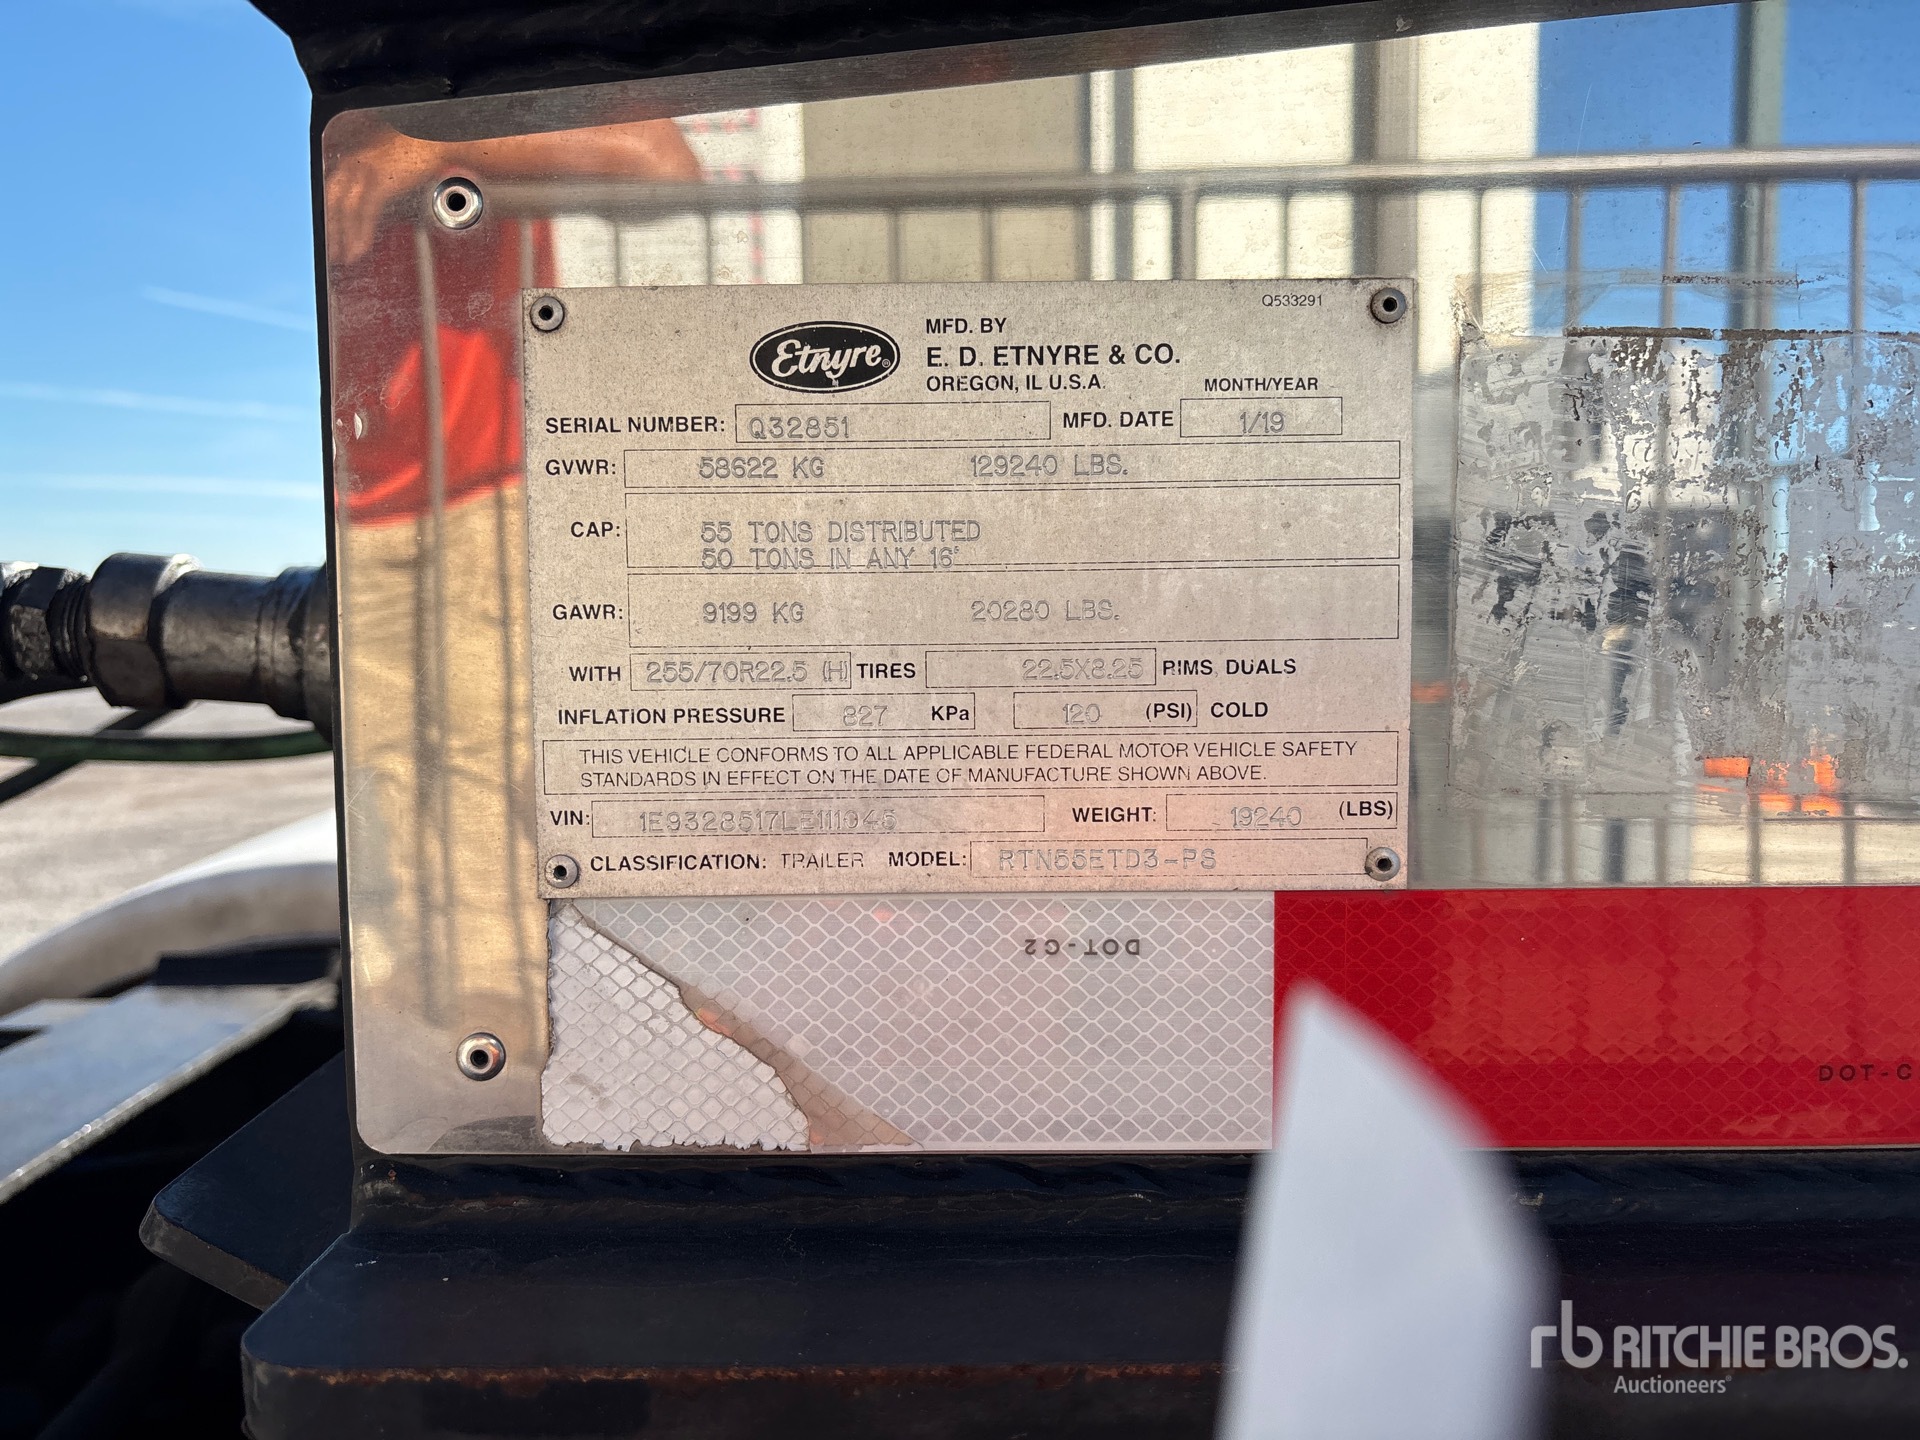 Q533291
Etnyre®
MFD. BY
E. D. ETNYRE & CO.
OREGON, IL U.S.A.
MONTH/YEAR
SERIAL NUMBER: Q32851 MFD. DATE 1/19
GVWR: 58622 KG 129240 LBS.
CAP: 55 TONS DISTRIBUTED
50 TONS IN ANY 16'
GAWR: 9199 KG 20280 LBS.
WITH 255/70R22.5 (H) TIRES 22.5X8.25 RIMS, DUALS
INFLATION PRESSURE 827 KPa 120 (PSI) COLD
THIS VEHICLE CONFORMS TO ALL APPLICABLE FEDERAL MOTOR VEHICLE SAFETY
STANDARDS IN EFFECT ON THE DATE OF MANUFACTURE SHOWN ABOVE.
VIN: 1E9328517LE111045 WEIGHT: 19240 (LBS)
CLASSIFICATION: TRAILER MODEL: RTN55ETD3-PS
DOT-C2
DOT-C
rb RITCHIE BROS.
Auctioneers